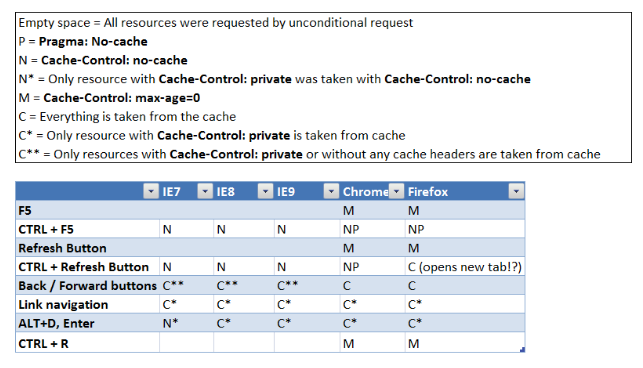 Empty space = All resources were requested by unconditional request
P = Pragma: No-cache
N = Cache-Control: no-cache
N* = Only resource with Cache-Control: private was taken with Cache-Control: no-cache
M = Cache-Control: max-age=0
C = Everything is taken from the cache
C* = Only resource with Cache-Control: private is taken from cache
C** = Only resources with Cache-Control: private or without any cache headers are taken from cache
IE7 IE8 IE9 Chrome Firefox
F5 M M
CTRL + F5 N N N NP NP
Refresh Button M M
CTRL + Refresh Button N N N NP C (opens new tab!?)
Back / Forward buttons C** C** C** C C
Link navigation C* C* C* C* C*
ALT+D, Enter N* C* C* C* C*
CTRL + R M M